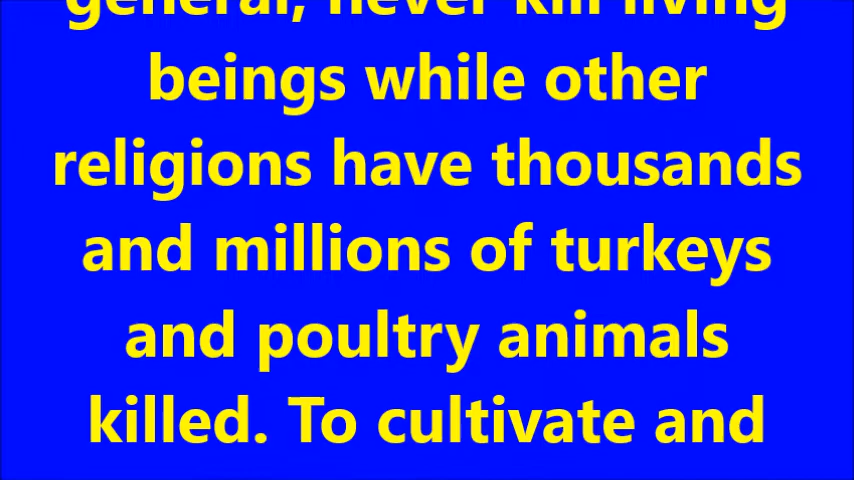 general, never kill living
beings while other
religions have thousands
and millions of turkeys
and poultry animals
killed. To cultivate and